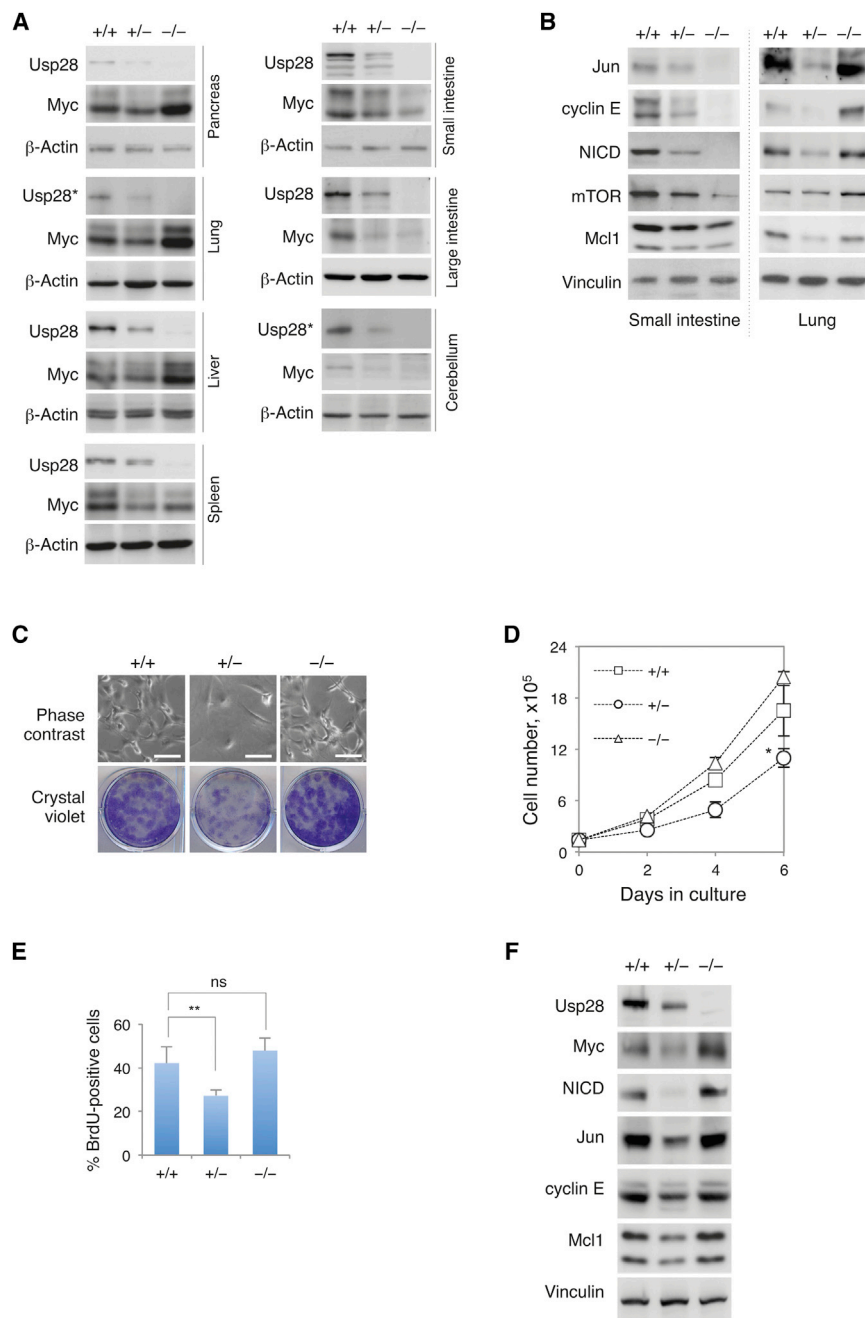 A
+/+ +/− −/−
Usp28
Myc
β-Actin
Pancreas
Usp28*
Myc
β-Actin
Lung
Usp28
Myc
β-Actin
Liver
Usp28
Myc
β-Actin
Spleen
+/+ +/− −/−
Usp28
Myc
β-Actin
Small intestine
Usp28
Myc
β-Actin
Large intestine
Usp28*
Myc
β-Actin
Cerebellum
B
+/+ +/− −/− +/+ +/− −/−
Jun
cyclin E
NICD
mTOR
Mcl1
Vinculin
Small intestine Lung
C
+/+ +/− −/−
Phase
contrast
Crystal
violet
D
Cell number, x10⁵
24
18
12
6
0
+/+
+/−
−/−
*
0 2 4 6
Days in culture
E
ns
**
% BrdU-positive cells
60
40
20
0
+/+ +/− −/−
F
+/+ +/− −/−
Usp28
Myc
NICD
Jun
cyclin E
Mcl1
Vinculin